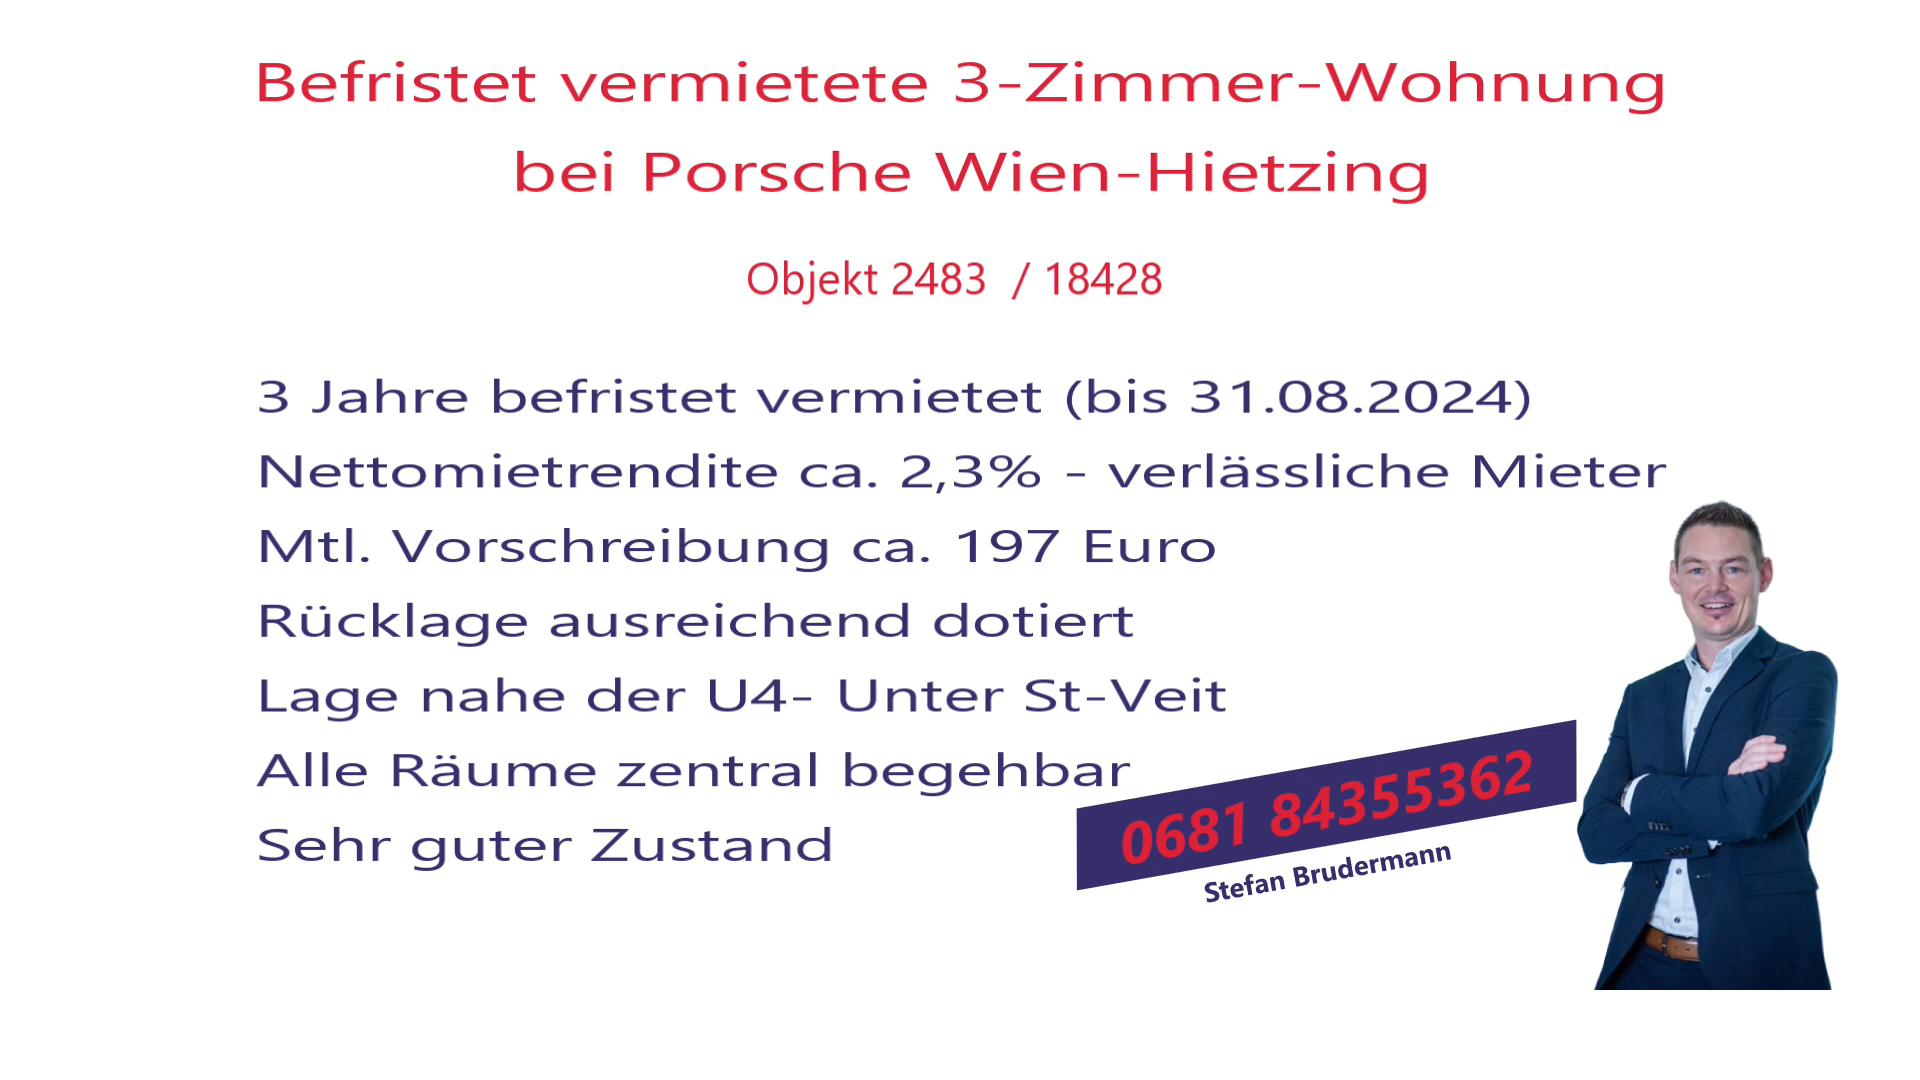 Befristet vermietete 3-Zimmer-Wohnung
bei Porsche Wien-Hietzing
Objekt 2483 / 18428
3 Jahre befristet vermietet (bis 31.08.2024)
Nettomietrendite ca. 2,3% - verlässliche Mieter
Mtl. Vorschreibung ca. 197 Euro
Rücklage ausreichend dotiert
Lage nahe der U4- Unter St-Veit
Alle Räume zentral begehbar
Sehr guter Zustand
0681 84355362
Stefan Brudermann